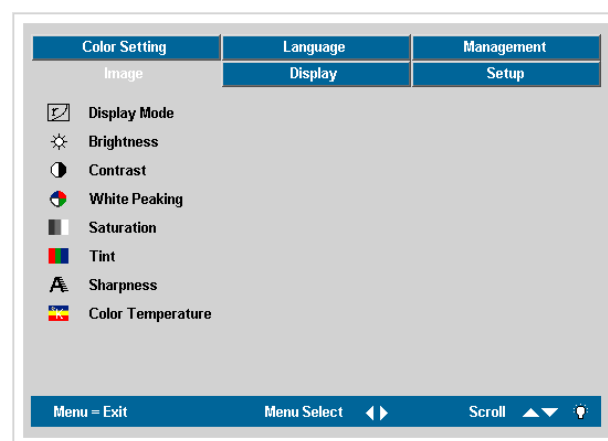 Color Setting Language Management
Image Display Setup
Display Mode
Brightness
Contrast
White Peaking
Saturation
Tint
Sharpness
Color Temperature
Menu = Exit Menu Select Scroll